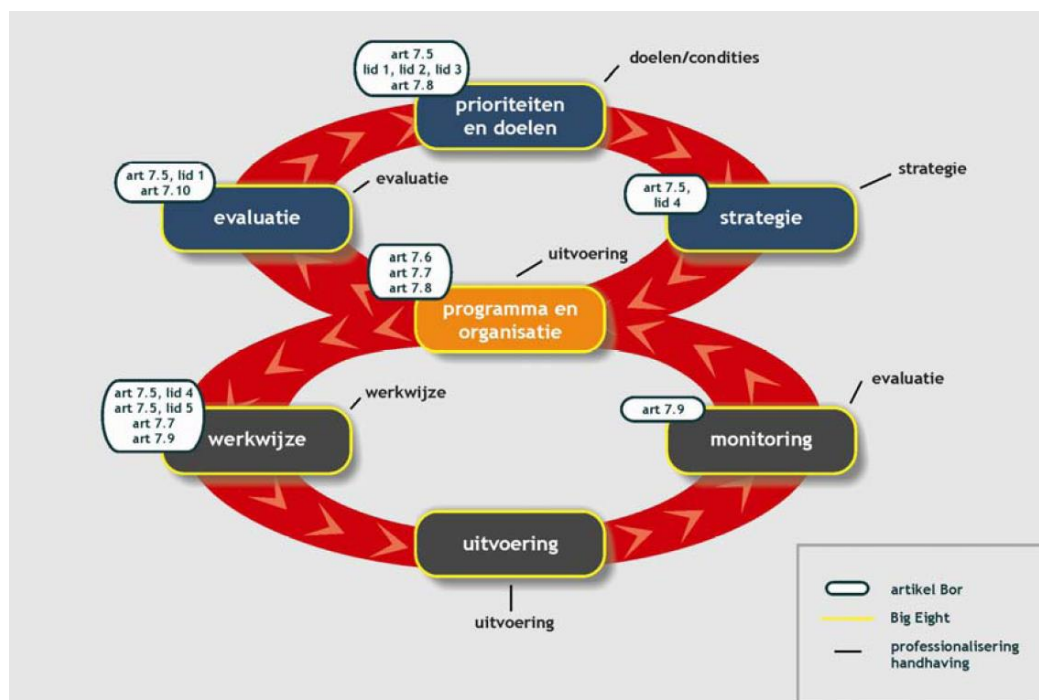 art 7.5
lid 1, lid 2, lid 3
art 7.8
doelen/condities
prioriteiten
en doelen
art 7.5, lid 1
art 7.10
evaluatie
evaluatie
art 7.5,
lid 4
strategie
strategie
art 7.6
art 7.7
art 7.8
uitvoering
programma en
organisatie
art 7.5, lid 4
art 7.5, lid 5
art 7.7
art 7.9
werkwijze
werkwijze
art 7.9
evaluatie
monitoring
uitvoering
uitvoering
artikel Bor
Big Eight
professionalisering
handhaving